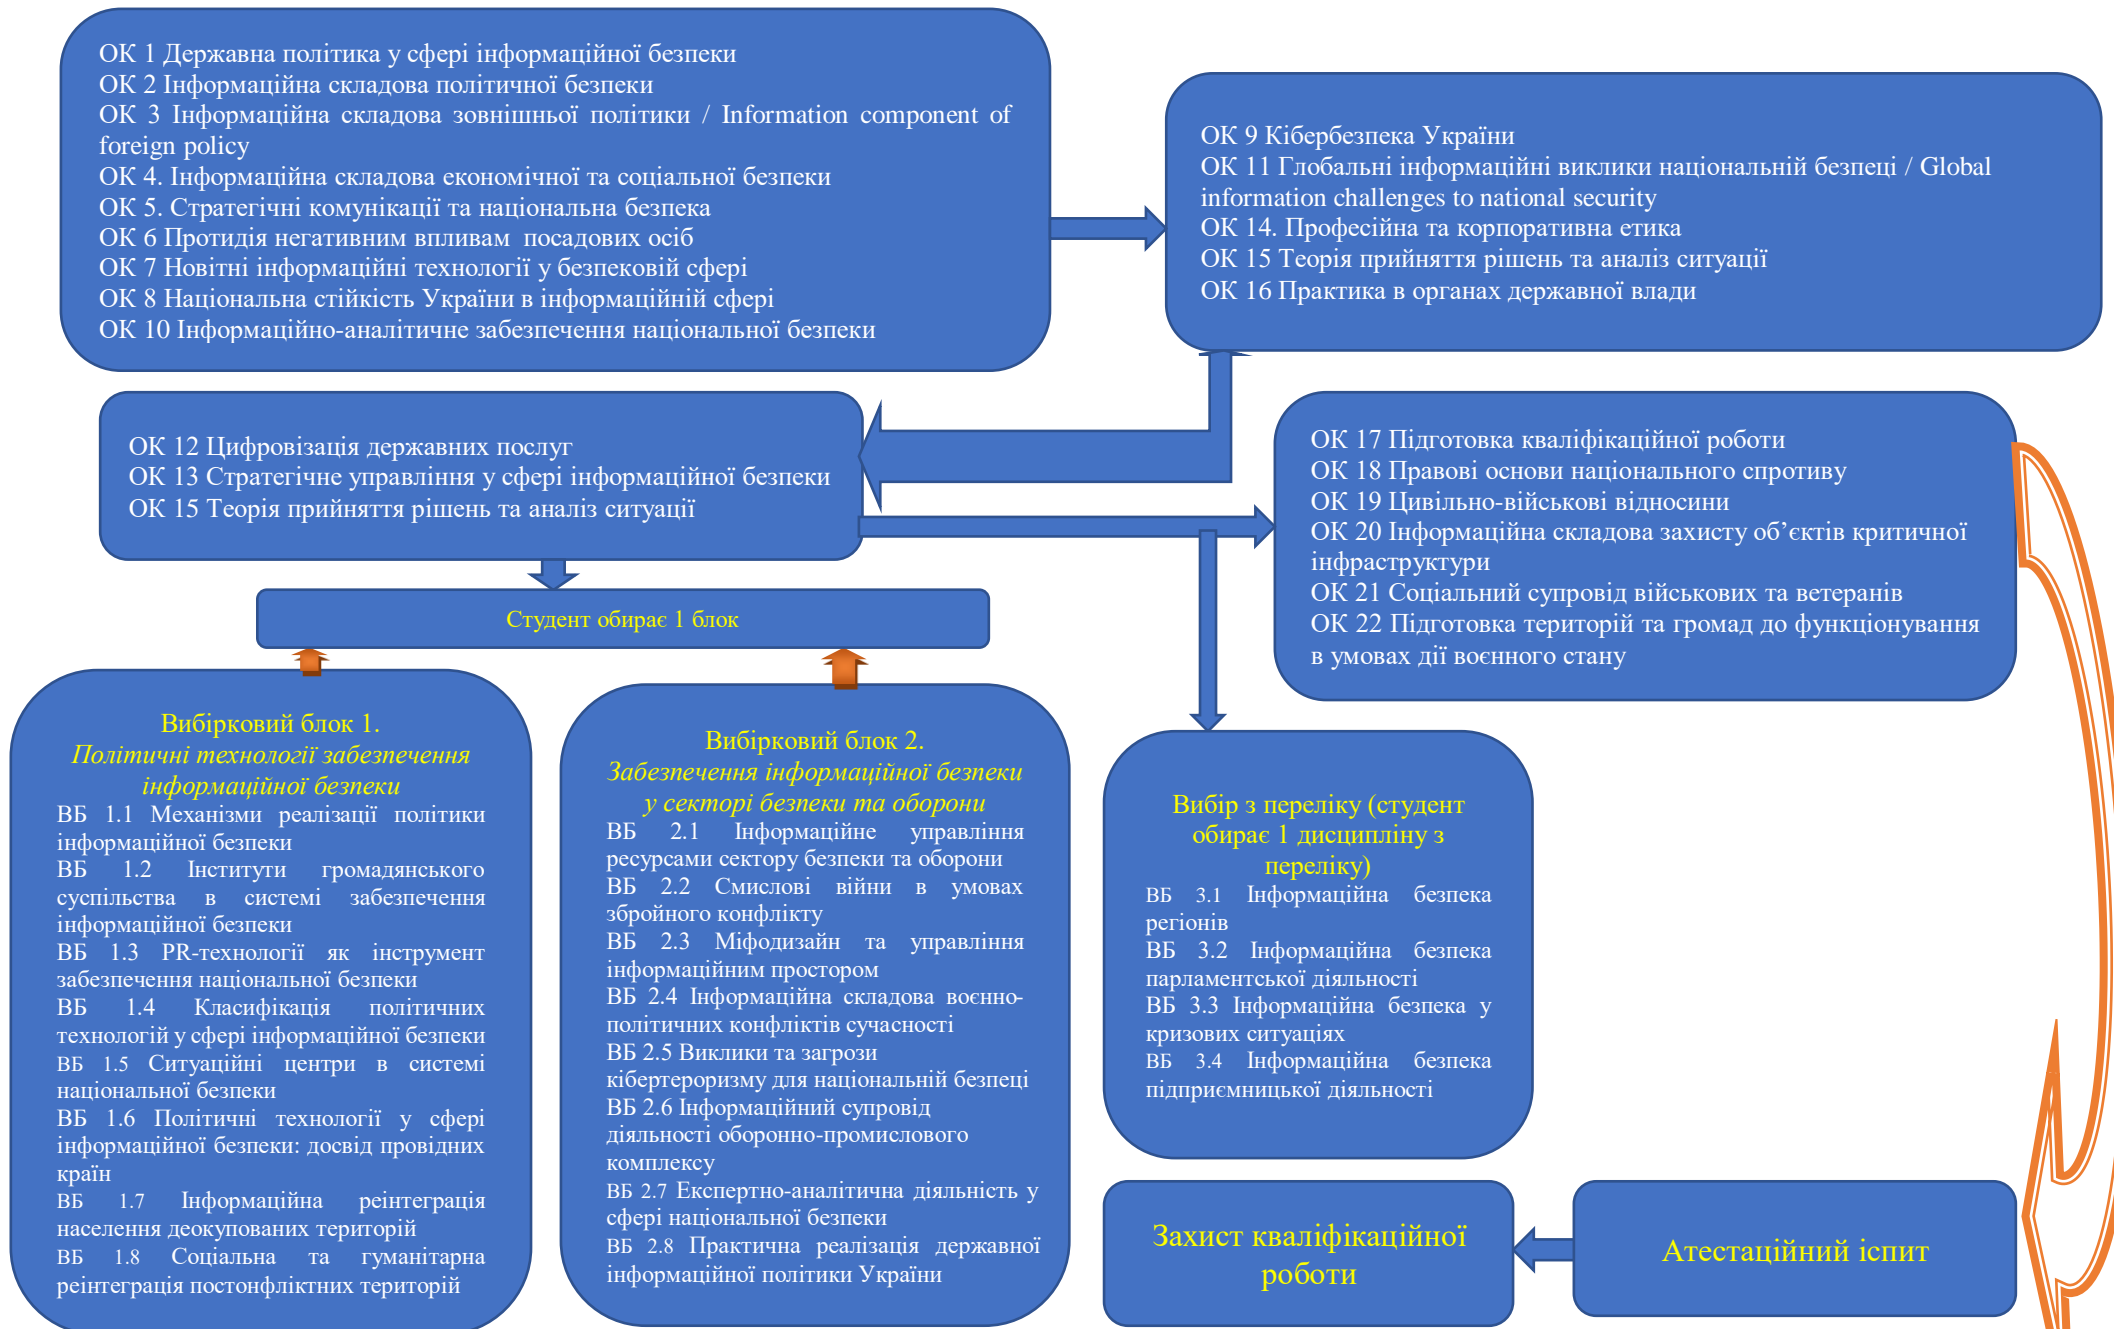 ОК 1 Державна політика у сфері інформаційної безпеки
ОК 2 Інформаційна складова політичної безпеки
ОК 3 Інформаційна складова зовнішньої політики / Information component of
foreign policy
ОК 4. Інформаційна складова економічної та соціальної безпеки
ОК 5. Стратегічні комунікації та національна безпека
ОК 6 Протидія негативним впливам посадових осіб
ОК 7 Новітні інформаційні технології у безпековій сфері
ОК 8 Національна стійкість України в інформаційній сфері
ОК 10 Інформаційно-аналітичне забезпечення національної безпеки
ОК 9 Кібербезпека України
ОК 11 Глобальні інформаційні виклики національній безпеці / Global
information challenges to national security
ОК 14. Професійна та корпоративна етика
ОК 15 Теорія прийняття рішень та аналіз ситуації
ОК 16 Практика в органах державної влади
ОК 12 Цифровізація державних послуг
ОК 13 Стратегічне управління у сфері інформаційної безпеки
ОК 15 Теорія прийняття рішень та аналіз ситуації
ОК 17 Підготовка кваліфікаційної роботи
ОК 18 Правові основи національного спротиву
ОК 19 Цивільно-військові відносини
ОК 20 Інформаційна складова захисту об’єктів критичної
інфраструктури
ОК 21 Соціальний супровід військових та ветеранів
ОК 22 Підготовка територій та громад до функціонування
в умовах дії воєнного стану
Студент обирає 1 блок
Вибірковий блок 1.
Політичні технології забезпечення
інформаційної безпеки
ВБ 1.1 Механізми реалізації політики
інформаційної безпеки
ВБ 1.2 Інститути громадянського
суспільства в системі забезпечення
інформаційної безпеки
ВБ 1.3 PR-технології як інструмент
забезпечення національної безпеки
ВБ 1.4 Класифікація політичних
технологій у сфері інформаційної безпеки
ВБ 1.5 Ситуаційні центри в системі
національної безпеки
ВБ 1.6 Політичні технології у сфері
інформаційної безпеки: досвід провідних
країн
ВБ 1.7 Інформаційна реінтеграція
населення деокупованих територій
ВБ 1.8 Соціальна та гуманітарна
реінтеграція постонфліктних територій
Вибірковий блок 2.
Забезпечення інформаційної безпеки
у секторі безпеки та оборони
ВБ 2.1 Інформаційне управління
ресурсами сектору безпеки та оборони
ВБ 2.2 Смислові війни в умовах
збройного конфлікту
ВБ 2.3 Міфодизайн та управління
інформаційним простором
ВБ 2.4 Інформаційна складова воєнно-
політичних конфліктів сучасності
ВБ 2.5 Виклики та загрози
кібертероризму для національній безпеці
ВБ 2.6 Інформаційний супровід
діяльності оборонно-промислового
комплексу
ВБ 2.7 Експертно-аналітична діяльність у
сфері національної безпеки
ВБ 2.8 Практична реалізація державної
інформаційної політики України
Вибір з переліку (студент
обирає 1 дисципліну з
переліку)
ВБ 3.1 Інформаційна безпека
регіонів
ВБ 3.2 Інформаційна безпека
парламентської діяльності
ВБ 3.3 Інформаційна безпека у
кризових ситуаціях
ВБ 3.4 Інформаційна безпека
підприємницької діяльності
Захист кваліфікаційної
роботи
Атестаційний іспит